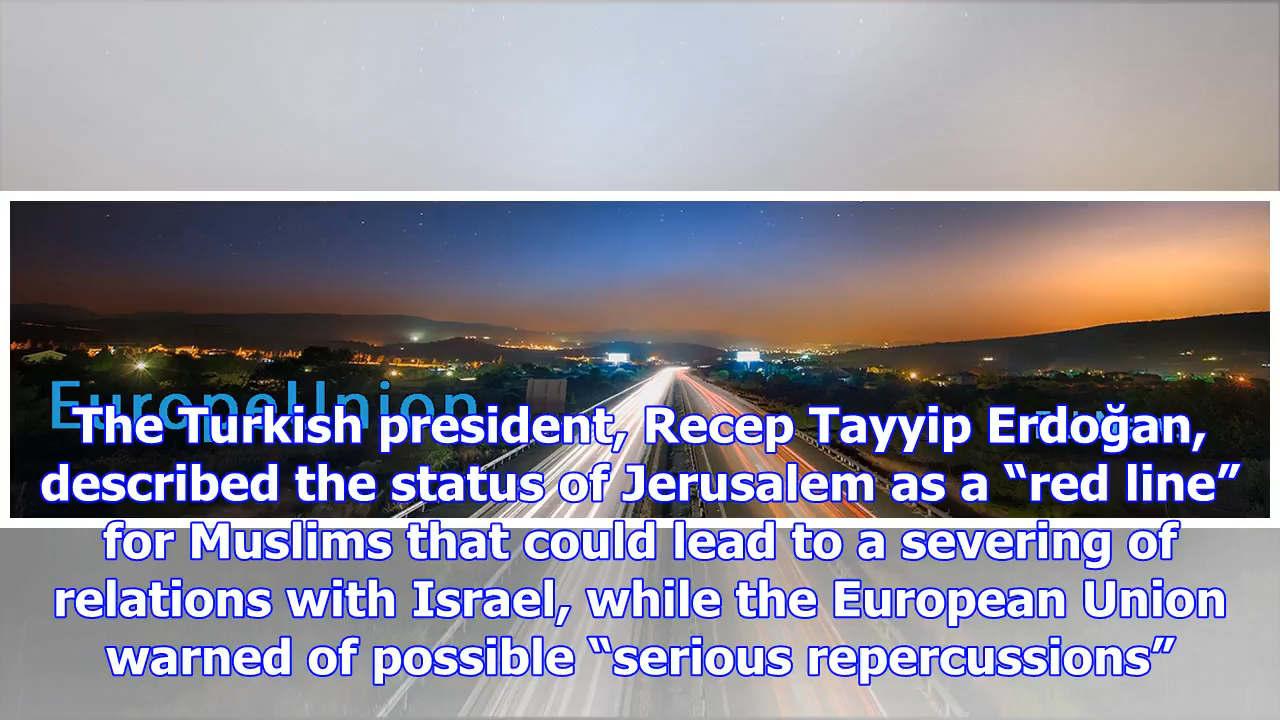 EuropeUnion
The Turkish president, Recep Tayyip Erdoğan,
described the status of Jerusalem as a “red line”
for Muslims that could lead to a severing of
relations with Israel, while the European Union
warned of possible “serious repercussions”